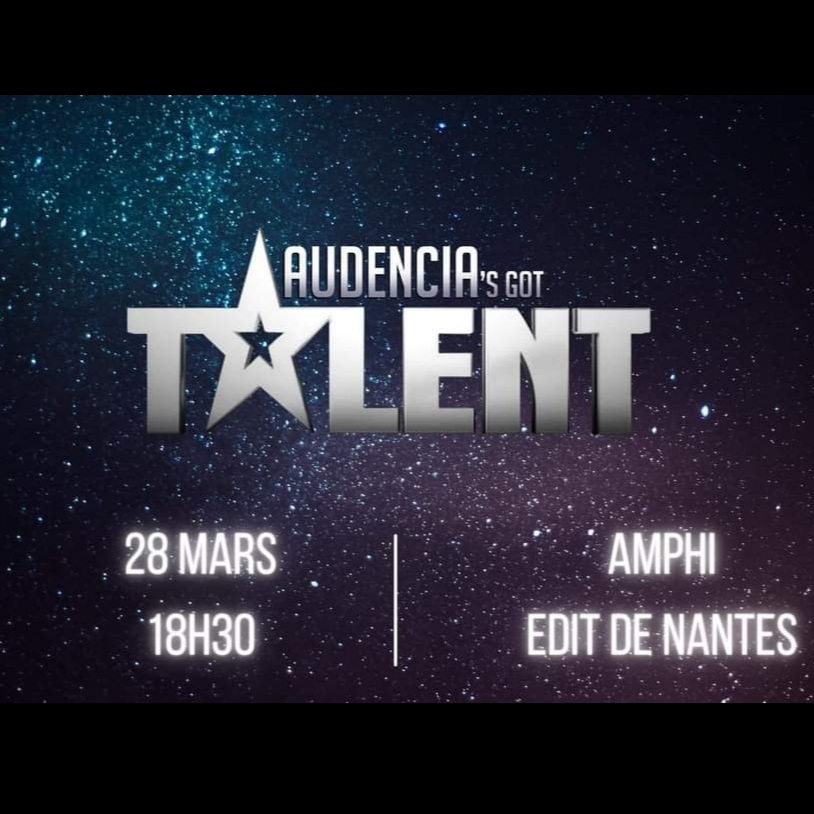 AUDENCIA'S GOT
TALENT
28 MARS
18H30
AMPHI
EDIT DE NANTES